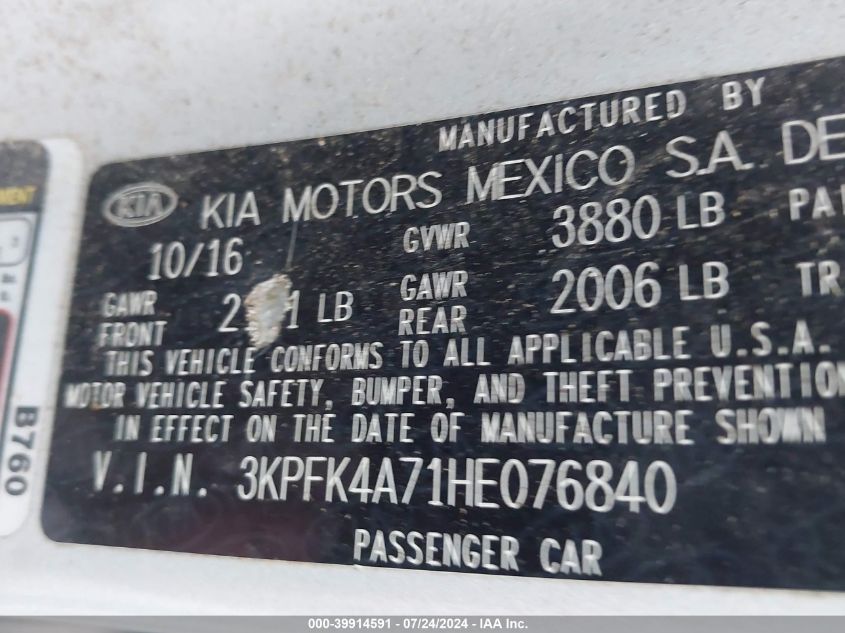 MANUFACTURED BY
KIA KIA MOTORS MEXICO S.A. DE
10/16 GVWR 3880 LB
GAWR FRONT LB GAWR REAR 2006 LB TR
THIS VEHICLE CONFORMS TO ALL APPLICABLE U.S.A.
MOTOR VEHICLE SAFETY, BUMPER, AND THEFT PREVENTION
IN EFFECT ON THE DATE OF MANUFACTURE SHOWN
V.I.N. 3KPFK4A71HE076840
PASSENGER CAR
B760
000-39914591 - 07/24/2024 - IAA Inc.